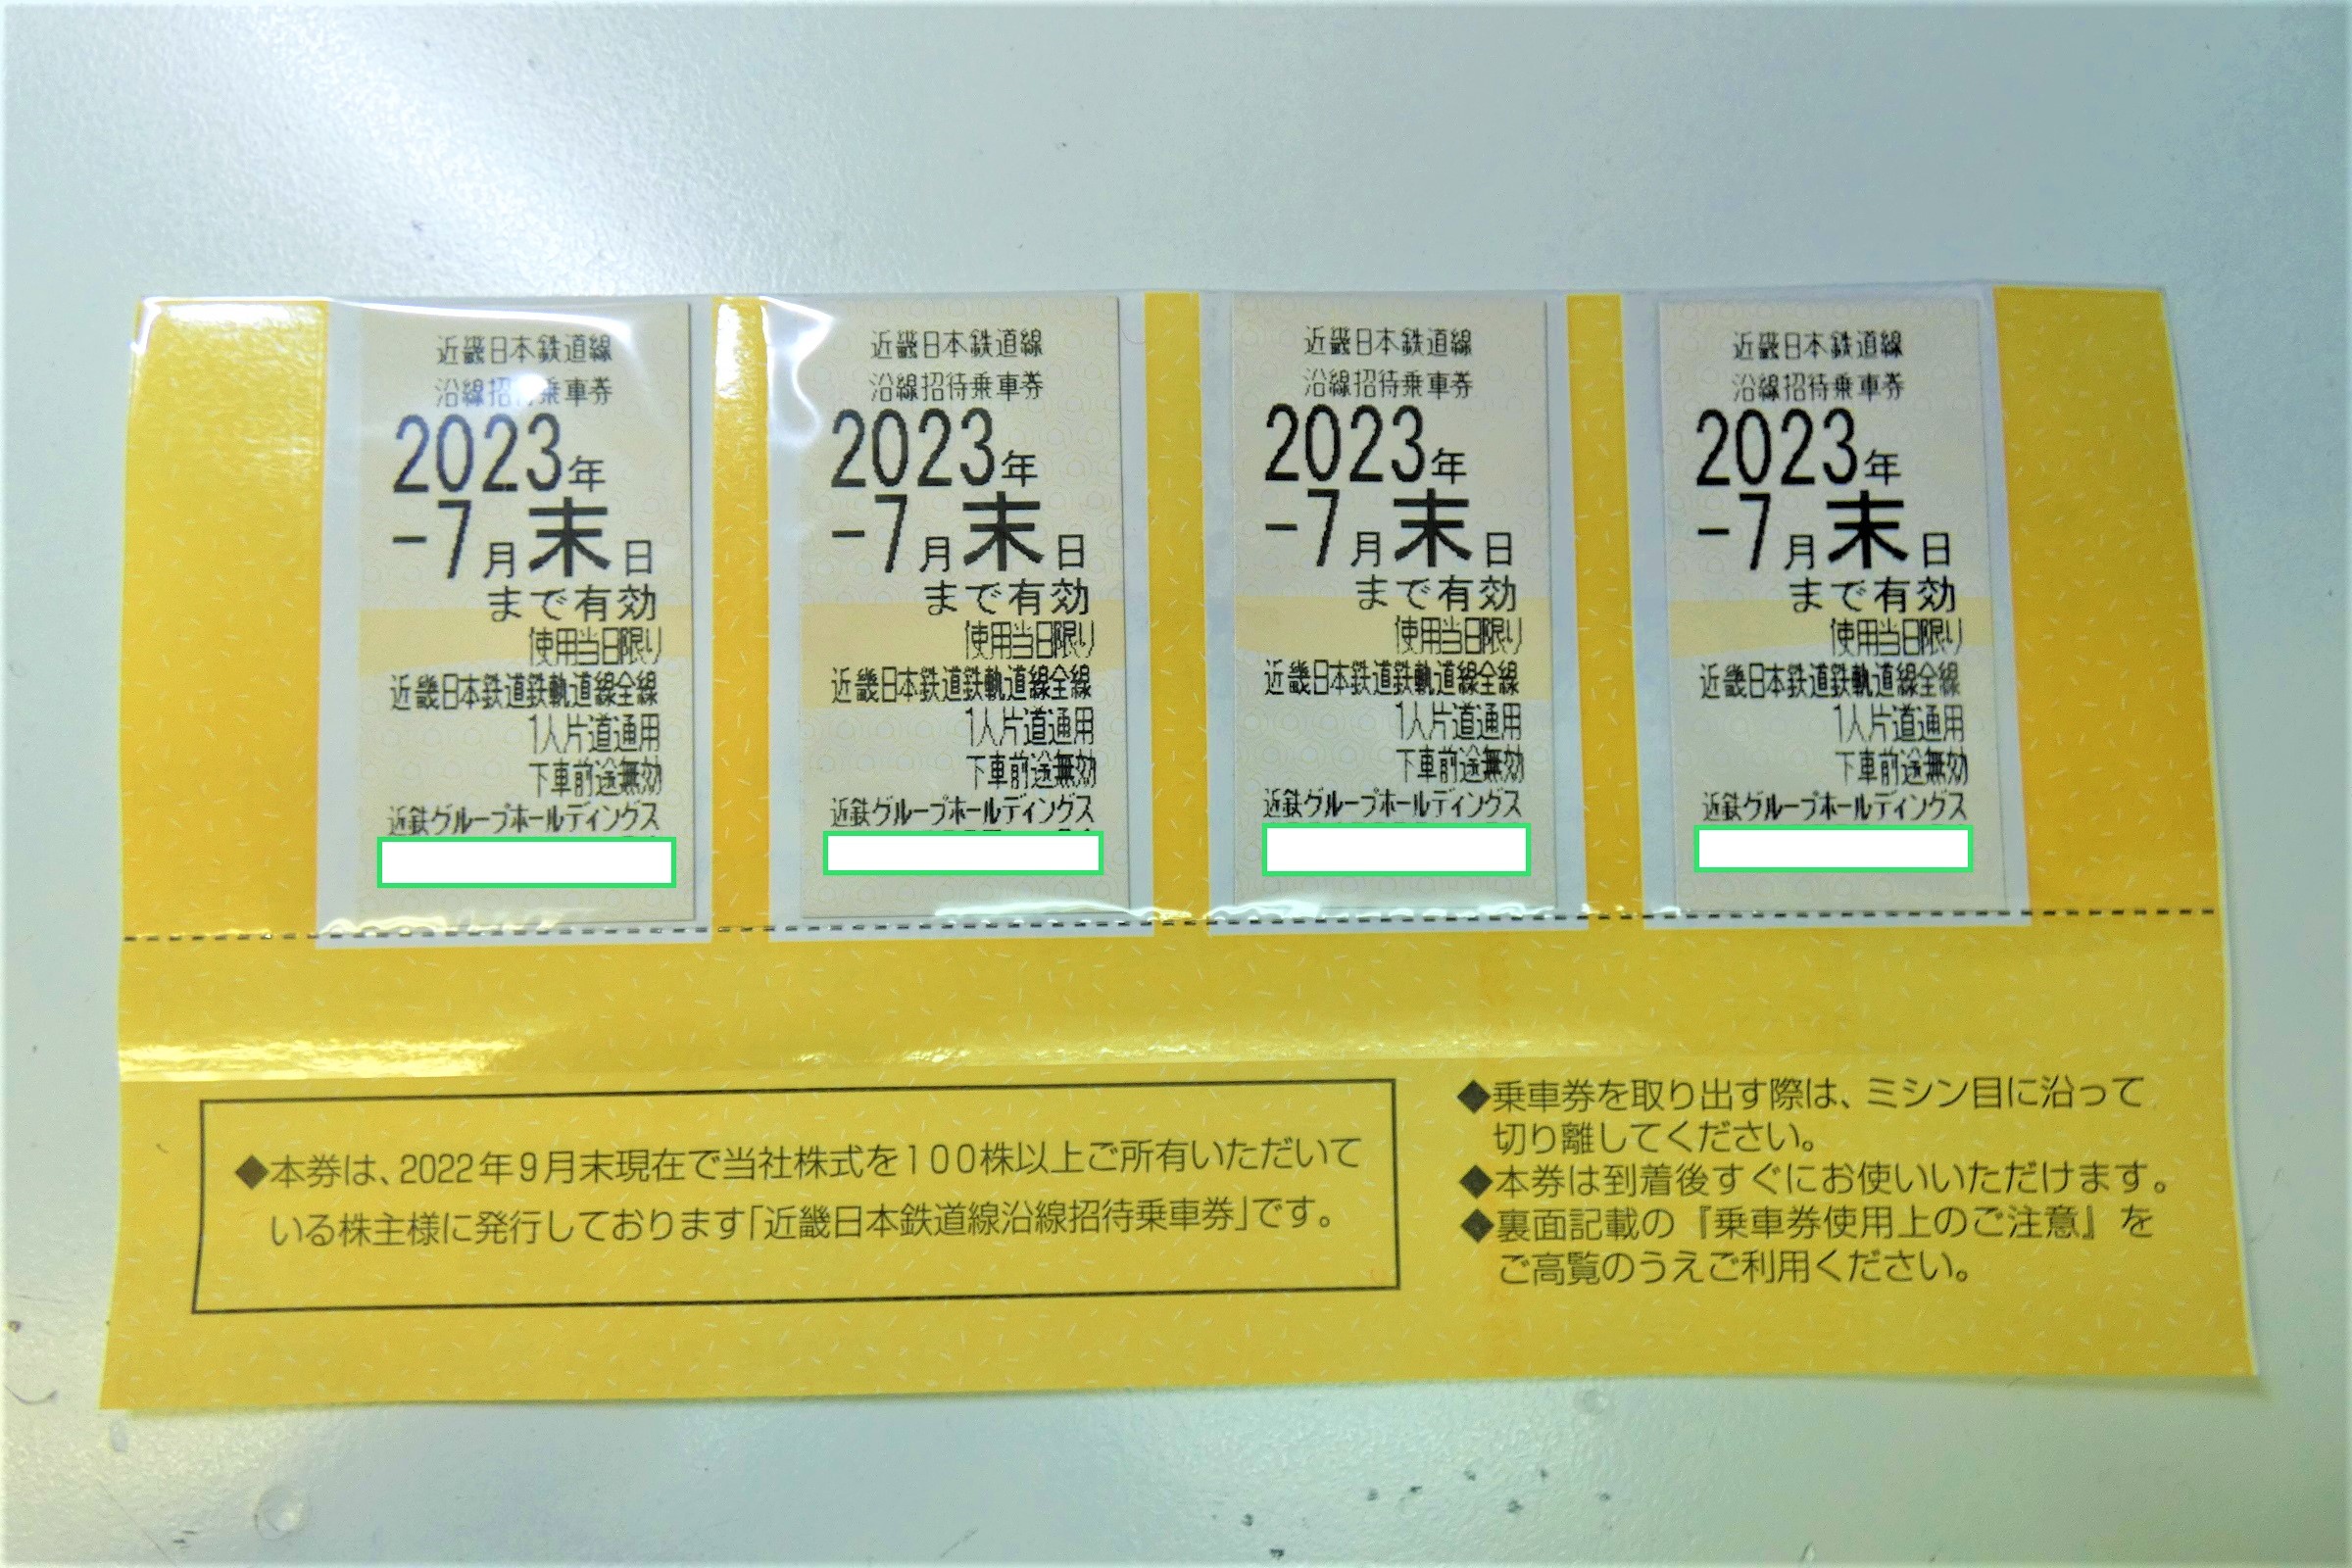 近畿日本鉄道線
沿線招待乗車券
2023年
-7月末日
まで有効
使用当日限り
近畿日本鉄道鉄軌道線全線
1人片道通用
下車前途無効
近鉄グループホールディングス
近畿日本鉄道線
沿線招待乗車券
2023年
-7月末日
まで有効
使用当日限り
近畿日本鉄道鉄軌道線全線
1人片道通用
下車前途無効
近鉄グループホールディングス
近畿日本鉄道線
沿線招待乗車券
2023年
-7月末日
まで有効
使用当日限り
近畿日本鉄道鉄軌道線全線
1人片道通用
下車前途無効
近鉄グループホールディングス
近畿日本鉄道線
沿線招待乗車券
2023年
-7月末日
まで有効
使用当日限り
近畿日本鉄道鉄軌道線全線
1人片道通用
下車前途無効
近鉄グループホールディングス
◆本券は、2022年9月末現在で当社株式を100株以上ご所有いただいて
いる株主様に発行しております「近畿日本鉄道線沿線招待乗車券」です。
◆乗車券を取り出す際は、ミシン目に沿って
切り離してください。
◆本券は到着後すぐにお使いいただけます。
◆裏面記載の『乗車券使用上のご注意』を
ご高覧のうえご利用ください。